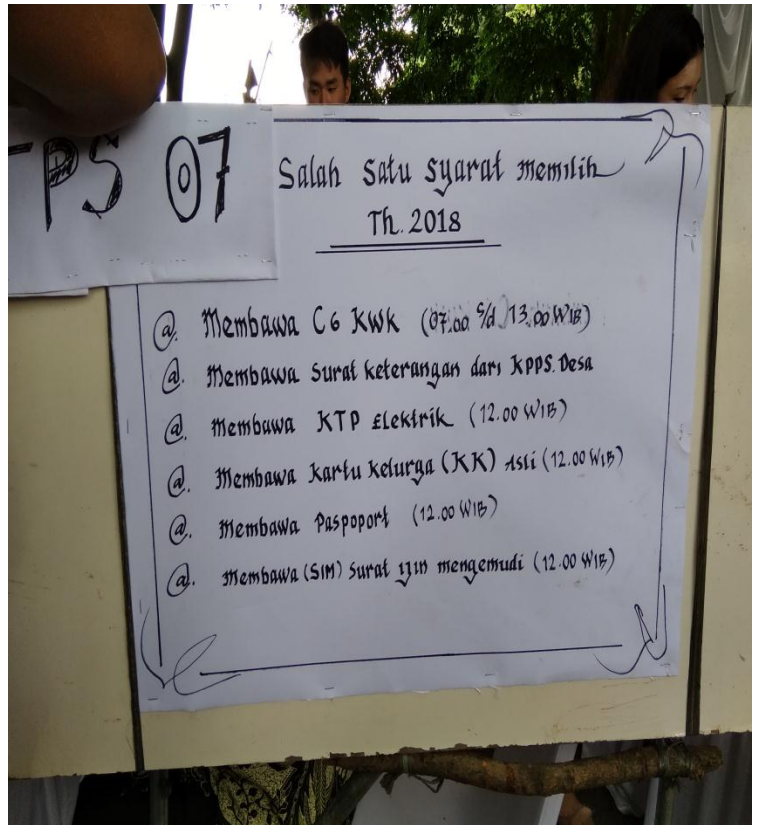 TPS 07
Salah satu syarat memilih
Th. 2018
@. Membawa C6 KWK (07.00 s/d 13.00 WIB)
@. Membawa Surat keterangan dari KPPS. Desa
@. Membawa KTP Elektrik (12.00 WIB)
@. Membawa kartu kelurga (KK) Asli (12.00 WIB)
@. Membawa Paspoport (12.00 WIB)
@. Membawa (SIM) Surat ijin mengemudi (12.00 WIB)